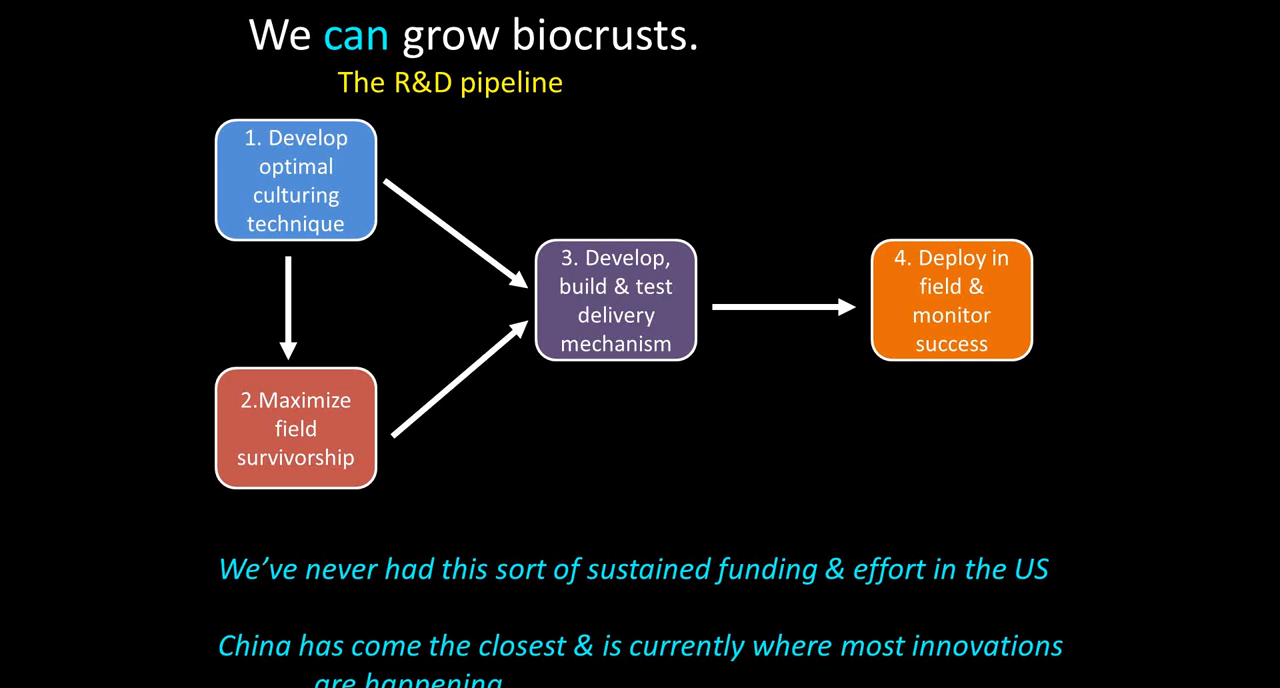 We can grow biocrusts.
The R&D pipeline
1. Develop
optimal
culturing
technique
2.Maximize
field
survivorship
3. Develop,
build & test
delivery
mechanism
4. Deploy in
field &
monitor
success
We’ve never had this sort of sustained funding & effort in the US
China has come the closest & is currently where most innovations
are happening